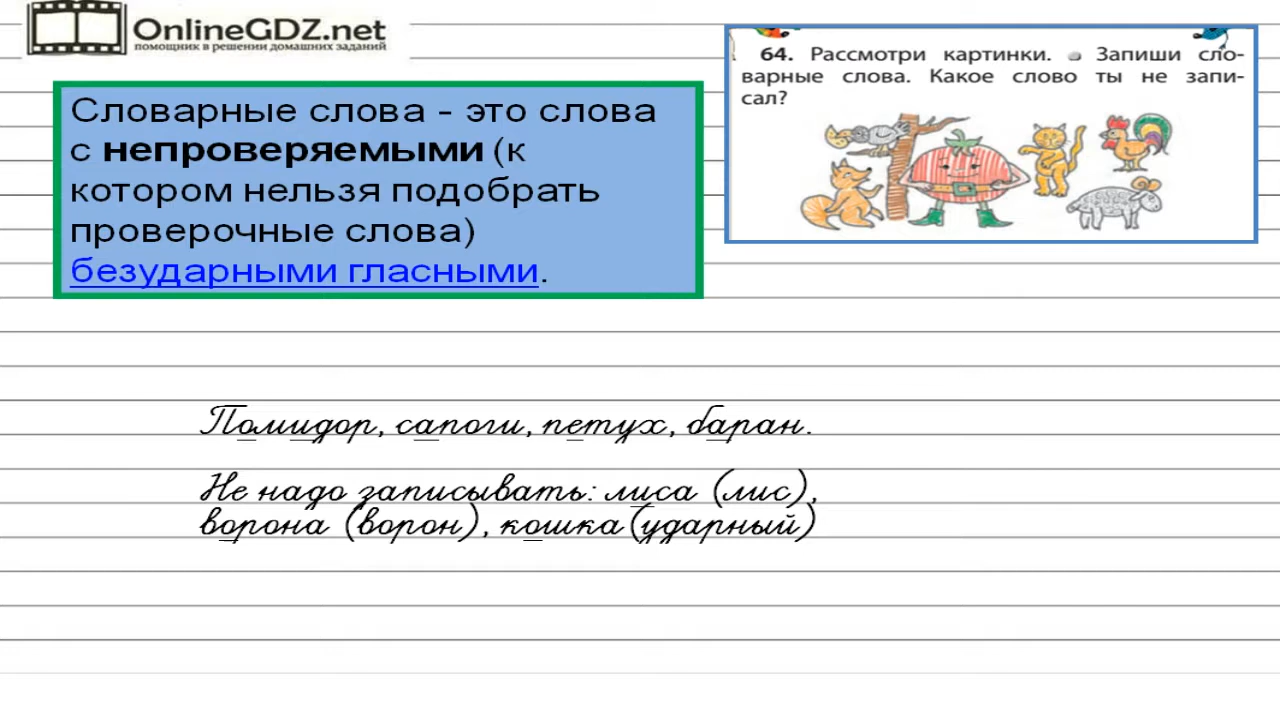 OnlineGDZ.net
помощник в решении домашних заданий
64. Рассмотри картинки. Запиши сло-
варные слова. Какое слово ты не запи-
сал?
Словарные слова - это слова
с непроверяемыми (к
котором нельзя подобрать
проверочные слова)
безударными гласными.
Помидор, сапоги, петух, баран.
Не надо записывать: лиса (лис),
ворона (ворон), кошка (ударный)